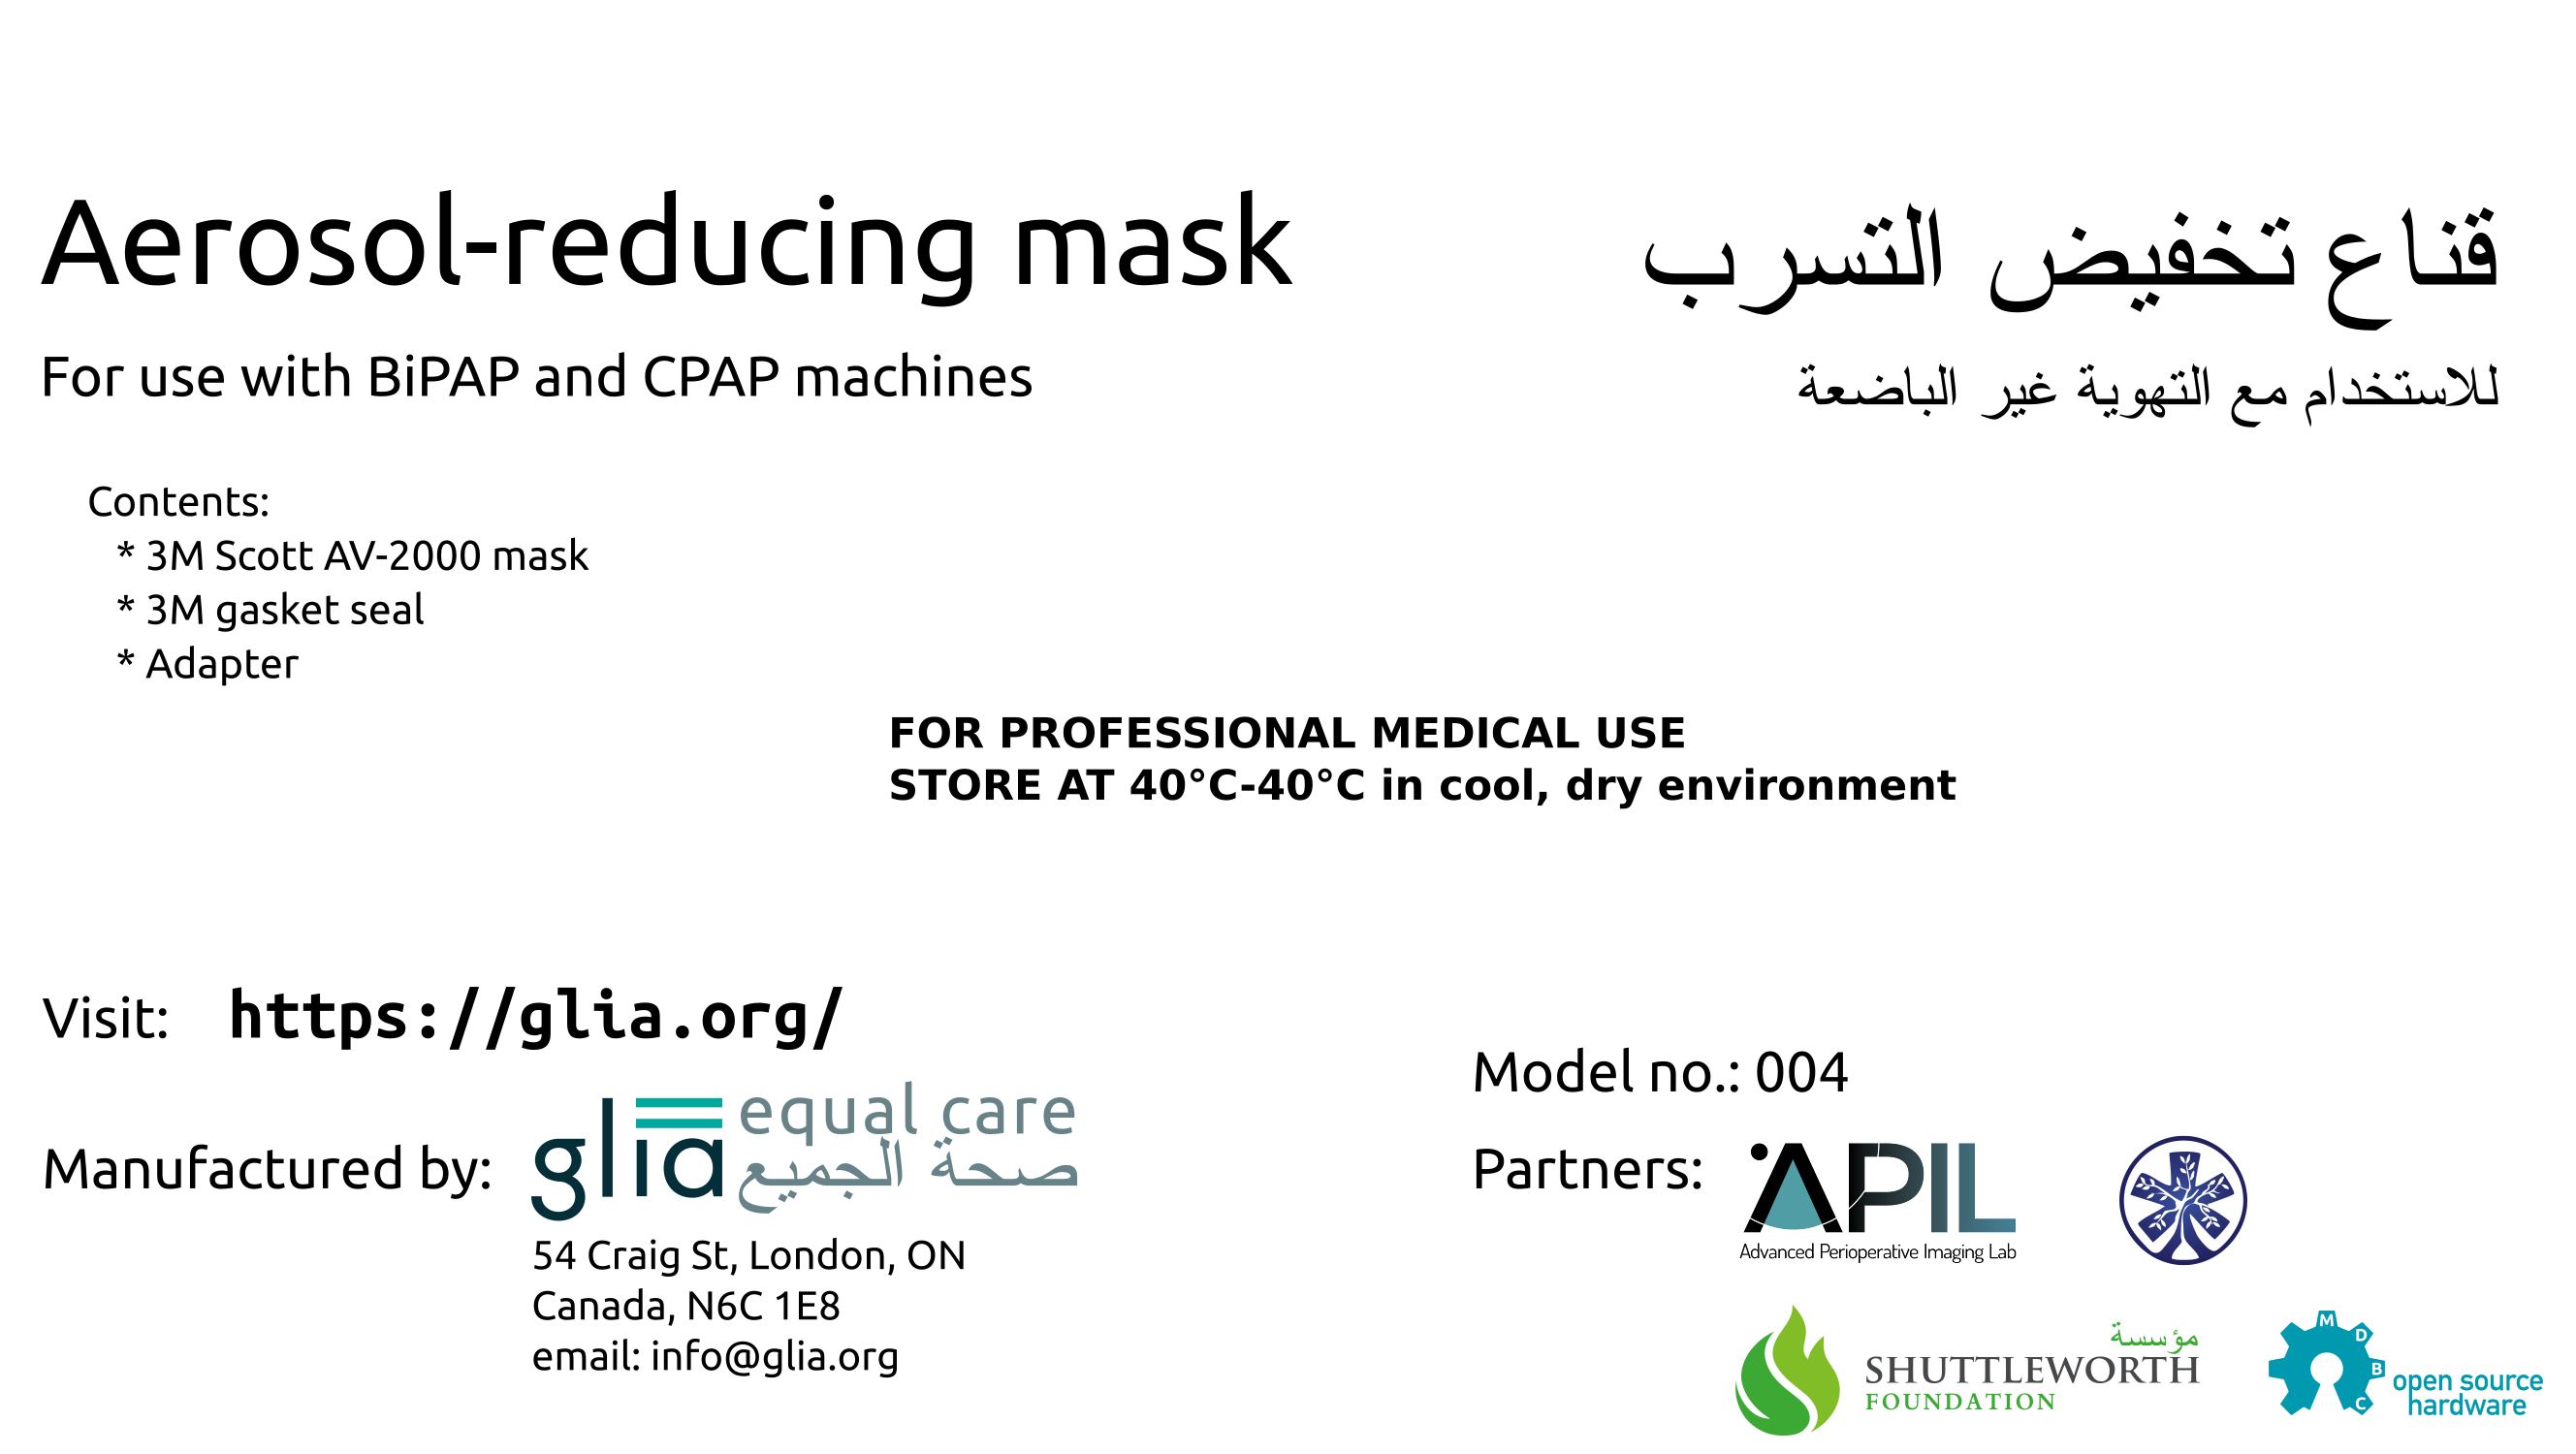 Aerosol-reducing mask
قناع تخفيض التسرب
For use with BiPAP and CPAP machines
للاستخدام مع التهوية غير الباضعة
Contents:
* 3M Scott AV-2000 mask
* 3M gasket seal
* Adapter
FOR PROFESSIONAL MEDICAL USE
STORE AT 40°C-40°C in cool, dry environment
Visit: https://glia.org/
Manufactured by:
glia
equal care
صحة الجميع
54 Craig St, London, ON
Canada, N6C 1E8
email: info@glia.org
Model no.: 004
Partners:
APIL
Advanced Perioperative Imaging Lab
مؤسسة
SHUTTLEWORTH
FOUNDATION
M
D
B
C
open source
hardware